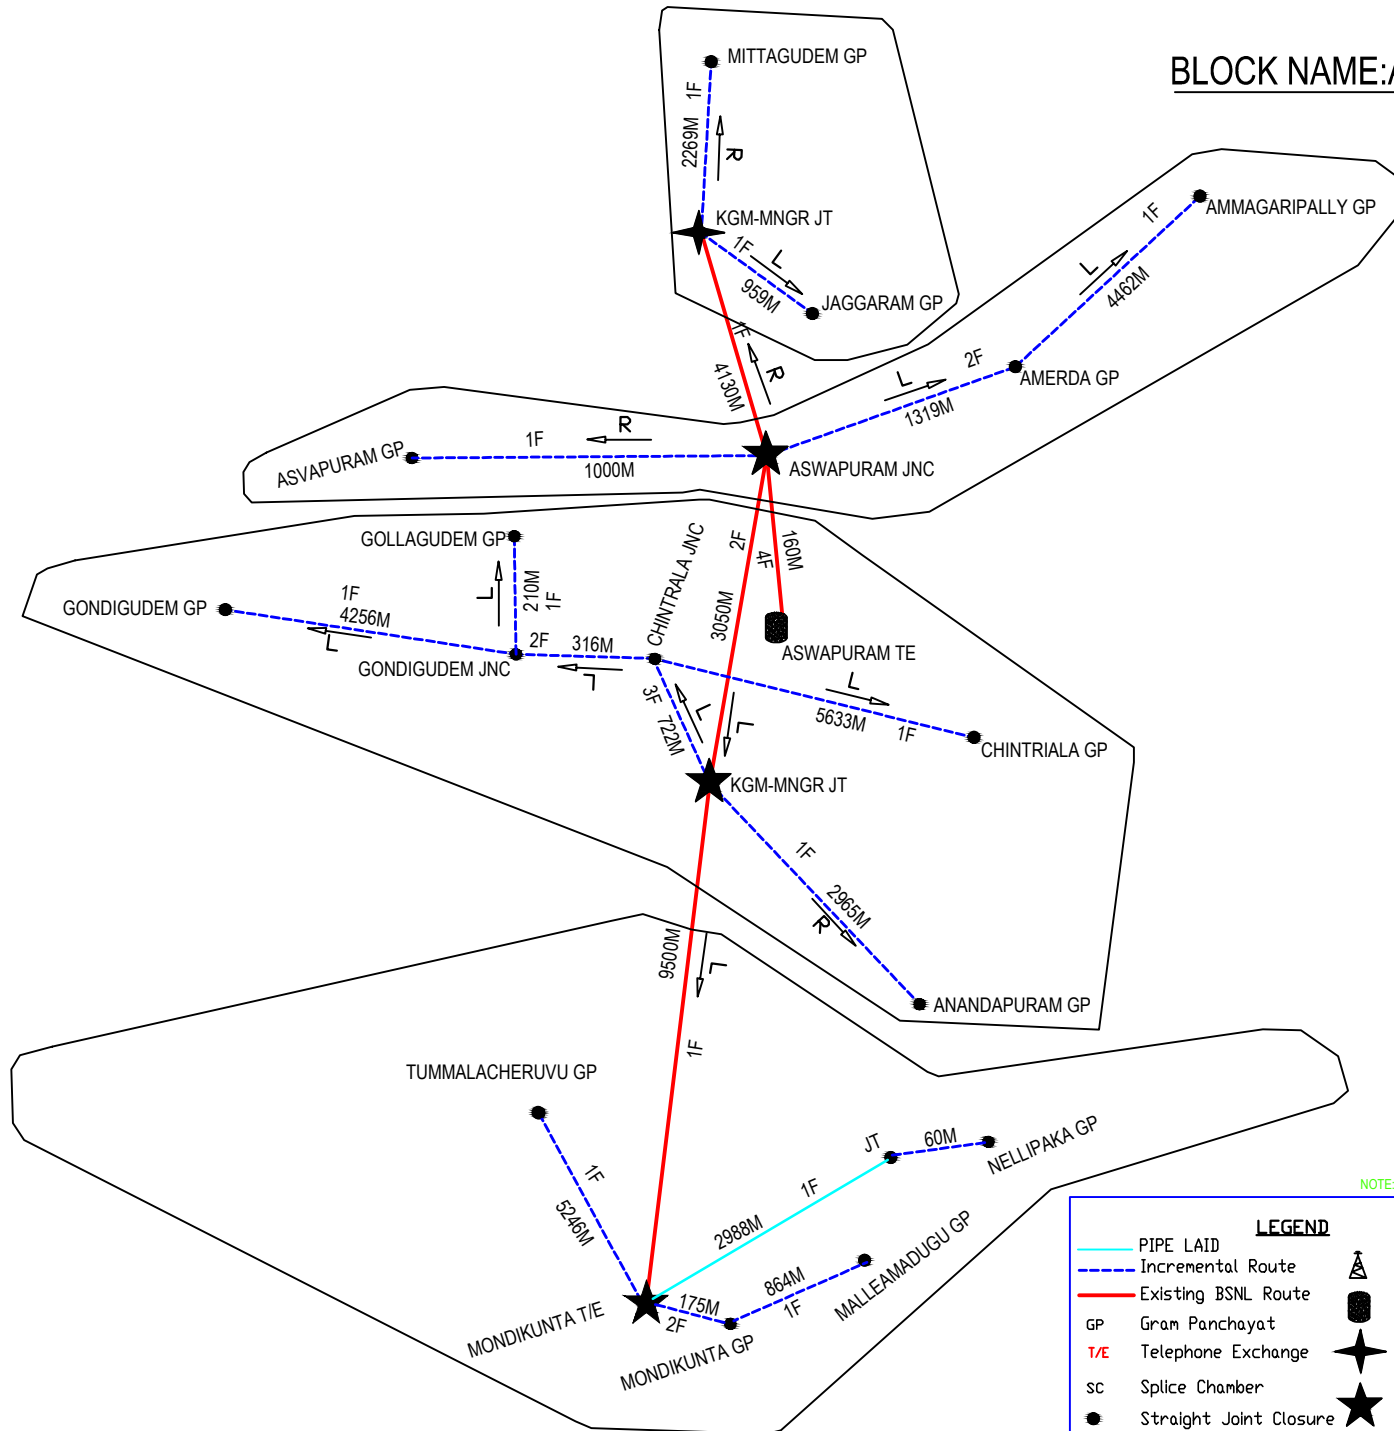 BLOCK NAME:
MITTAGUDEM GP
1F
2269M
R
KGM-MNGR JT
1F
L
959M
JAGGARAM GP
AMMAGARIPALLY GP
1F
L
4462M
1F
4130M
R
L
2F
AMERDA GP
1319M
ASVAPURAM GP
1F
R
1000M
ASWAPURAM JNC
GOLLAGUDEM GP
CHINTRALA JNC
2F
4F
160M
GONDIGUDEM GP
1F
4256M
L
L
210M
1F
3050M
GONDIGUDEM JNC
2F
316M
L
ASWAPURAM TE
3F
722M
L
L
L
5633M
1F
CHINTRIALA GP
KGM-MNGR JT
1F
2965M
R
9500M
L
1F
ANANDAPURAM GP
TUMMALACHERUVU GP
1F
5246M
JT
60M
NELLIPAKA GP
1F
2988M
MALLEAMADUGU GP
864M
1F
175M
2F
MONDIKUNTA T/E
MONDIKUNTA GP
NOTE:
LEGEND
PIPE LAID
Incremental Route
Existing BSNL Route
GP Gram Panchayat
T/E Telephone Exchange
SC Splice Chamber
Straight Joint Closure